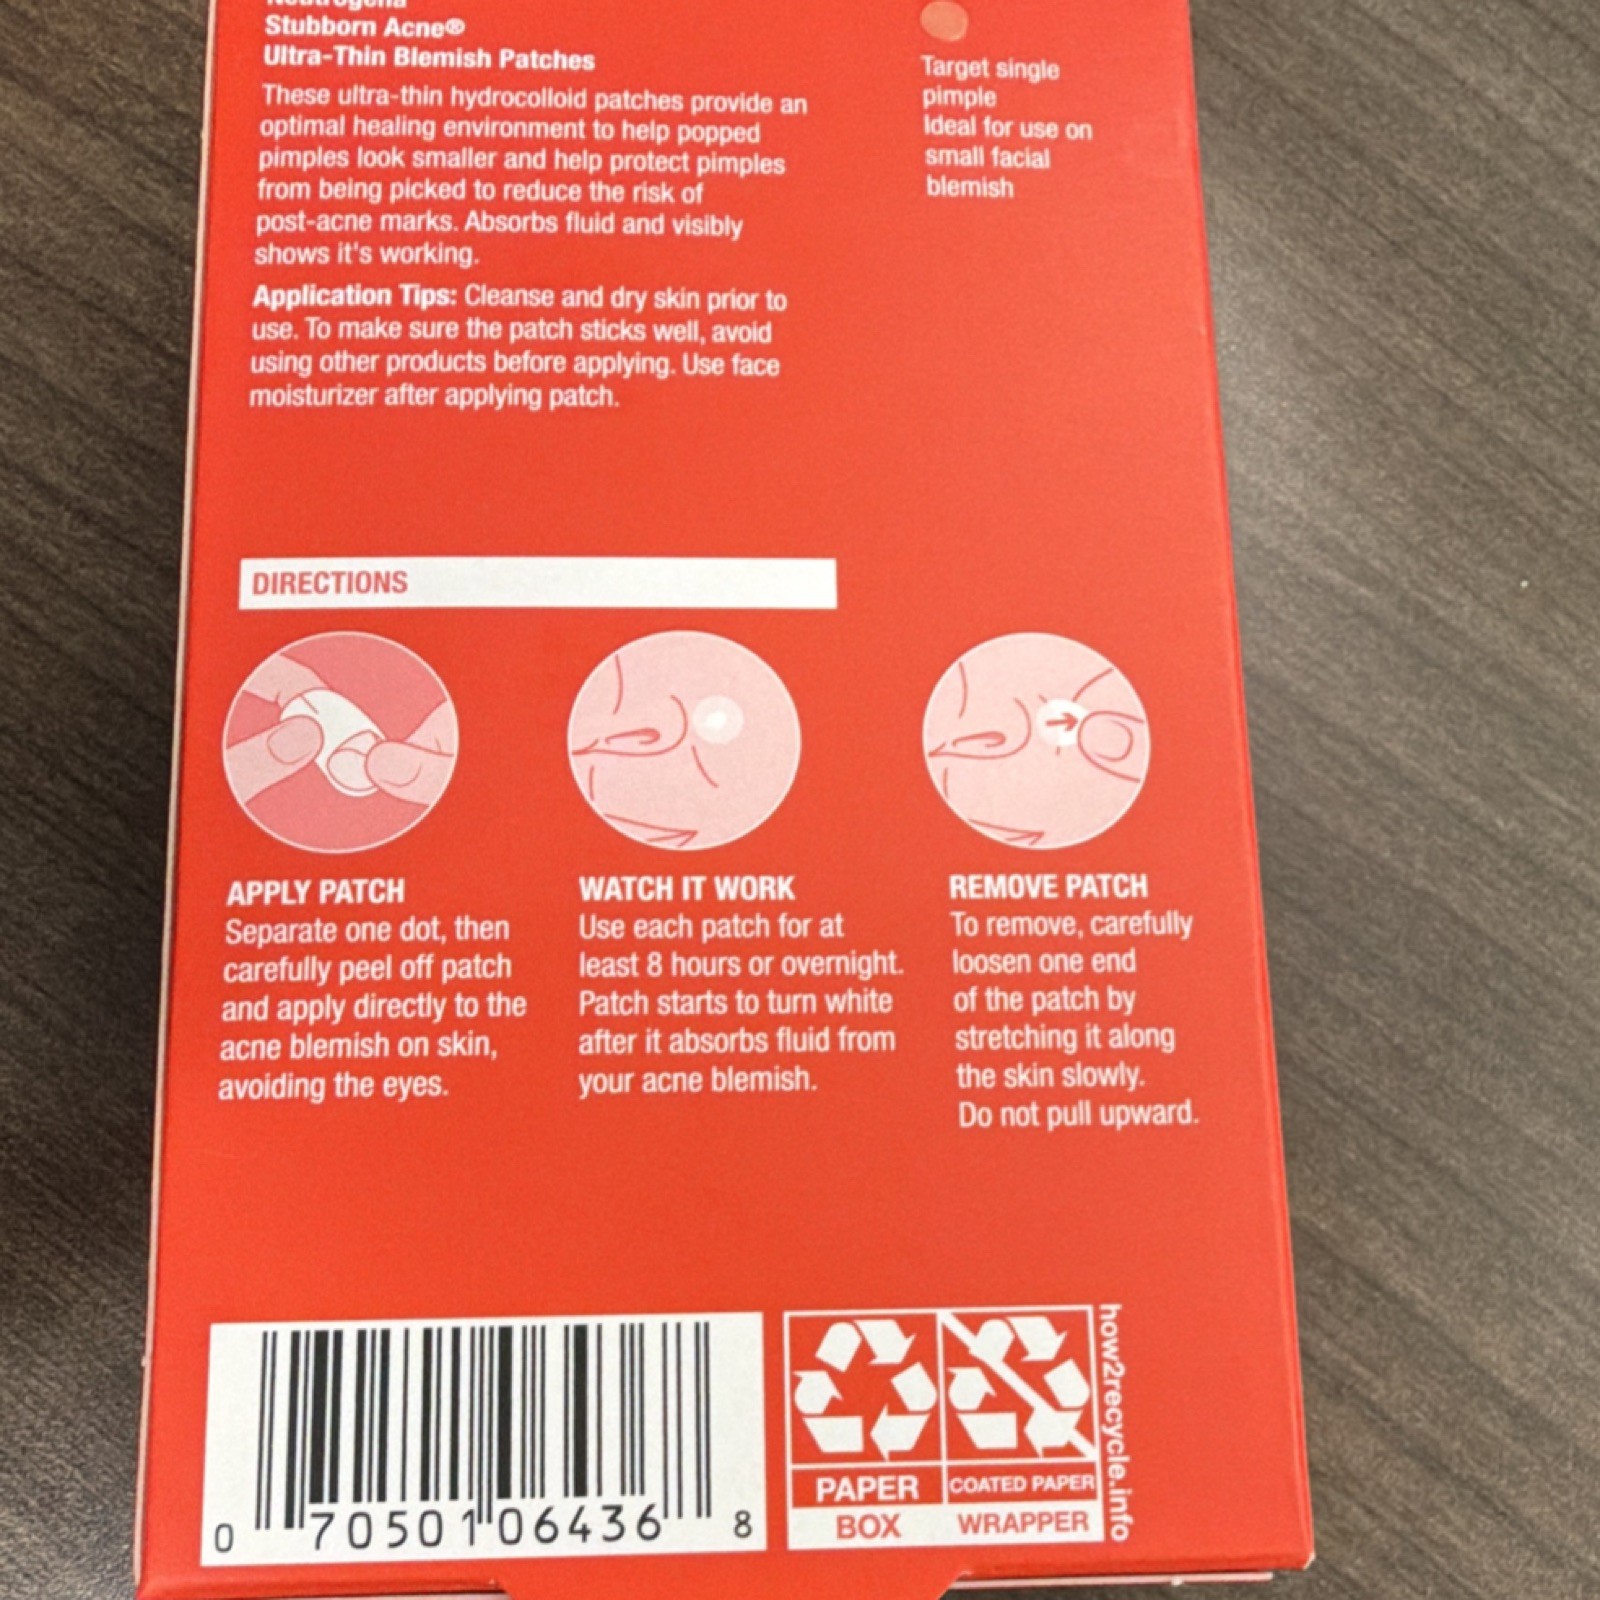 Neutrogena
Stubborn Acne®
Ultra-Thin Blemish Patches
These ultra-thin hydrocolloid patches provide an
optimal healing environment to help popped
pimples look smaller and help protect pimples
from being picked to reduce the risk of
post-acne marks. Absorbs fluid and visibly
shows it's working.
Application Tips: Cleanse and dry skin prior to
use. To make sure the patch sticks well, avoid
using other products before applying. Use face
moisturizer after applying patch.
Target single
pimple
Ideal for use on
small facial
blemish
DIRECTIONS
APPLY PATCH
Separate one dot, then
carefully peel off patch
and apply directly to the
acne blemish on skin,
avoiding the eyes.
WATCH IT WORK
Use each patch for at
least 8 hours or overnight.
Patch starts to turn white
after it absorbs fluid from
your acne blemish.
REMOVE PATCH
To remove, carefully
loosen one end
of the patch by
stretching it along
the skin slowly.
Do not pull upward.
0 70501 06436 8
PAPER
BOX
COATED PAPER
WRAPPER
how2recycle.info